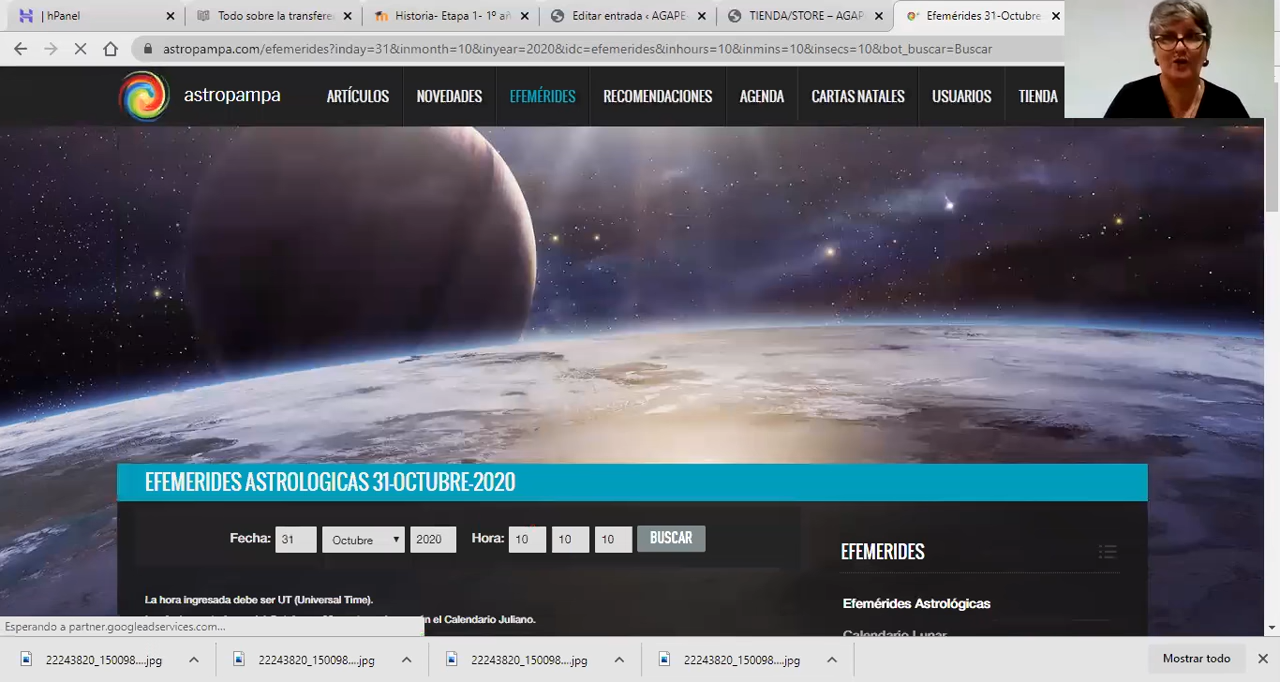 hPanel
Todo sobre la transfere
Historia- Etapa 1- 1º añ
Editar entrada < AGAPE
TIENDA/STORE – AGAP
Efemérides 31-Octubre
astropampa.com/efemerides?inday=31&inmonth=10&inyear=2020&idc=efemerides&inhours=10&inmins=10&insecs=10&bot_buscar=Buscar
astropampa
ARTÍCULOS
NOVEDADES
EFEMÉRIDES
RECOMENDACIONES
AGENDA
CARTAS NATALES
USUARIOS
TIENDA
EFEMERIDES ASTROLOGICAS 31-OCTUBRE-2020
Fecha: 31 Octubre 2020 Hora: 10 10 10 BUSCAR
EFEMERIDES
La hora ingresada debe ser UT (Universal Time).
Efemérides Astrológicas
n el Calendario Juliano.
Esperando a partner.googleadservices.com...
Calendario Lunar
22243820_150098....jpg
22243820_150098....jpg
22243820_150098....jpg
22243820_150098....jpg
Mostrar todo